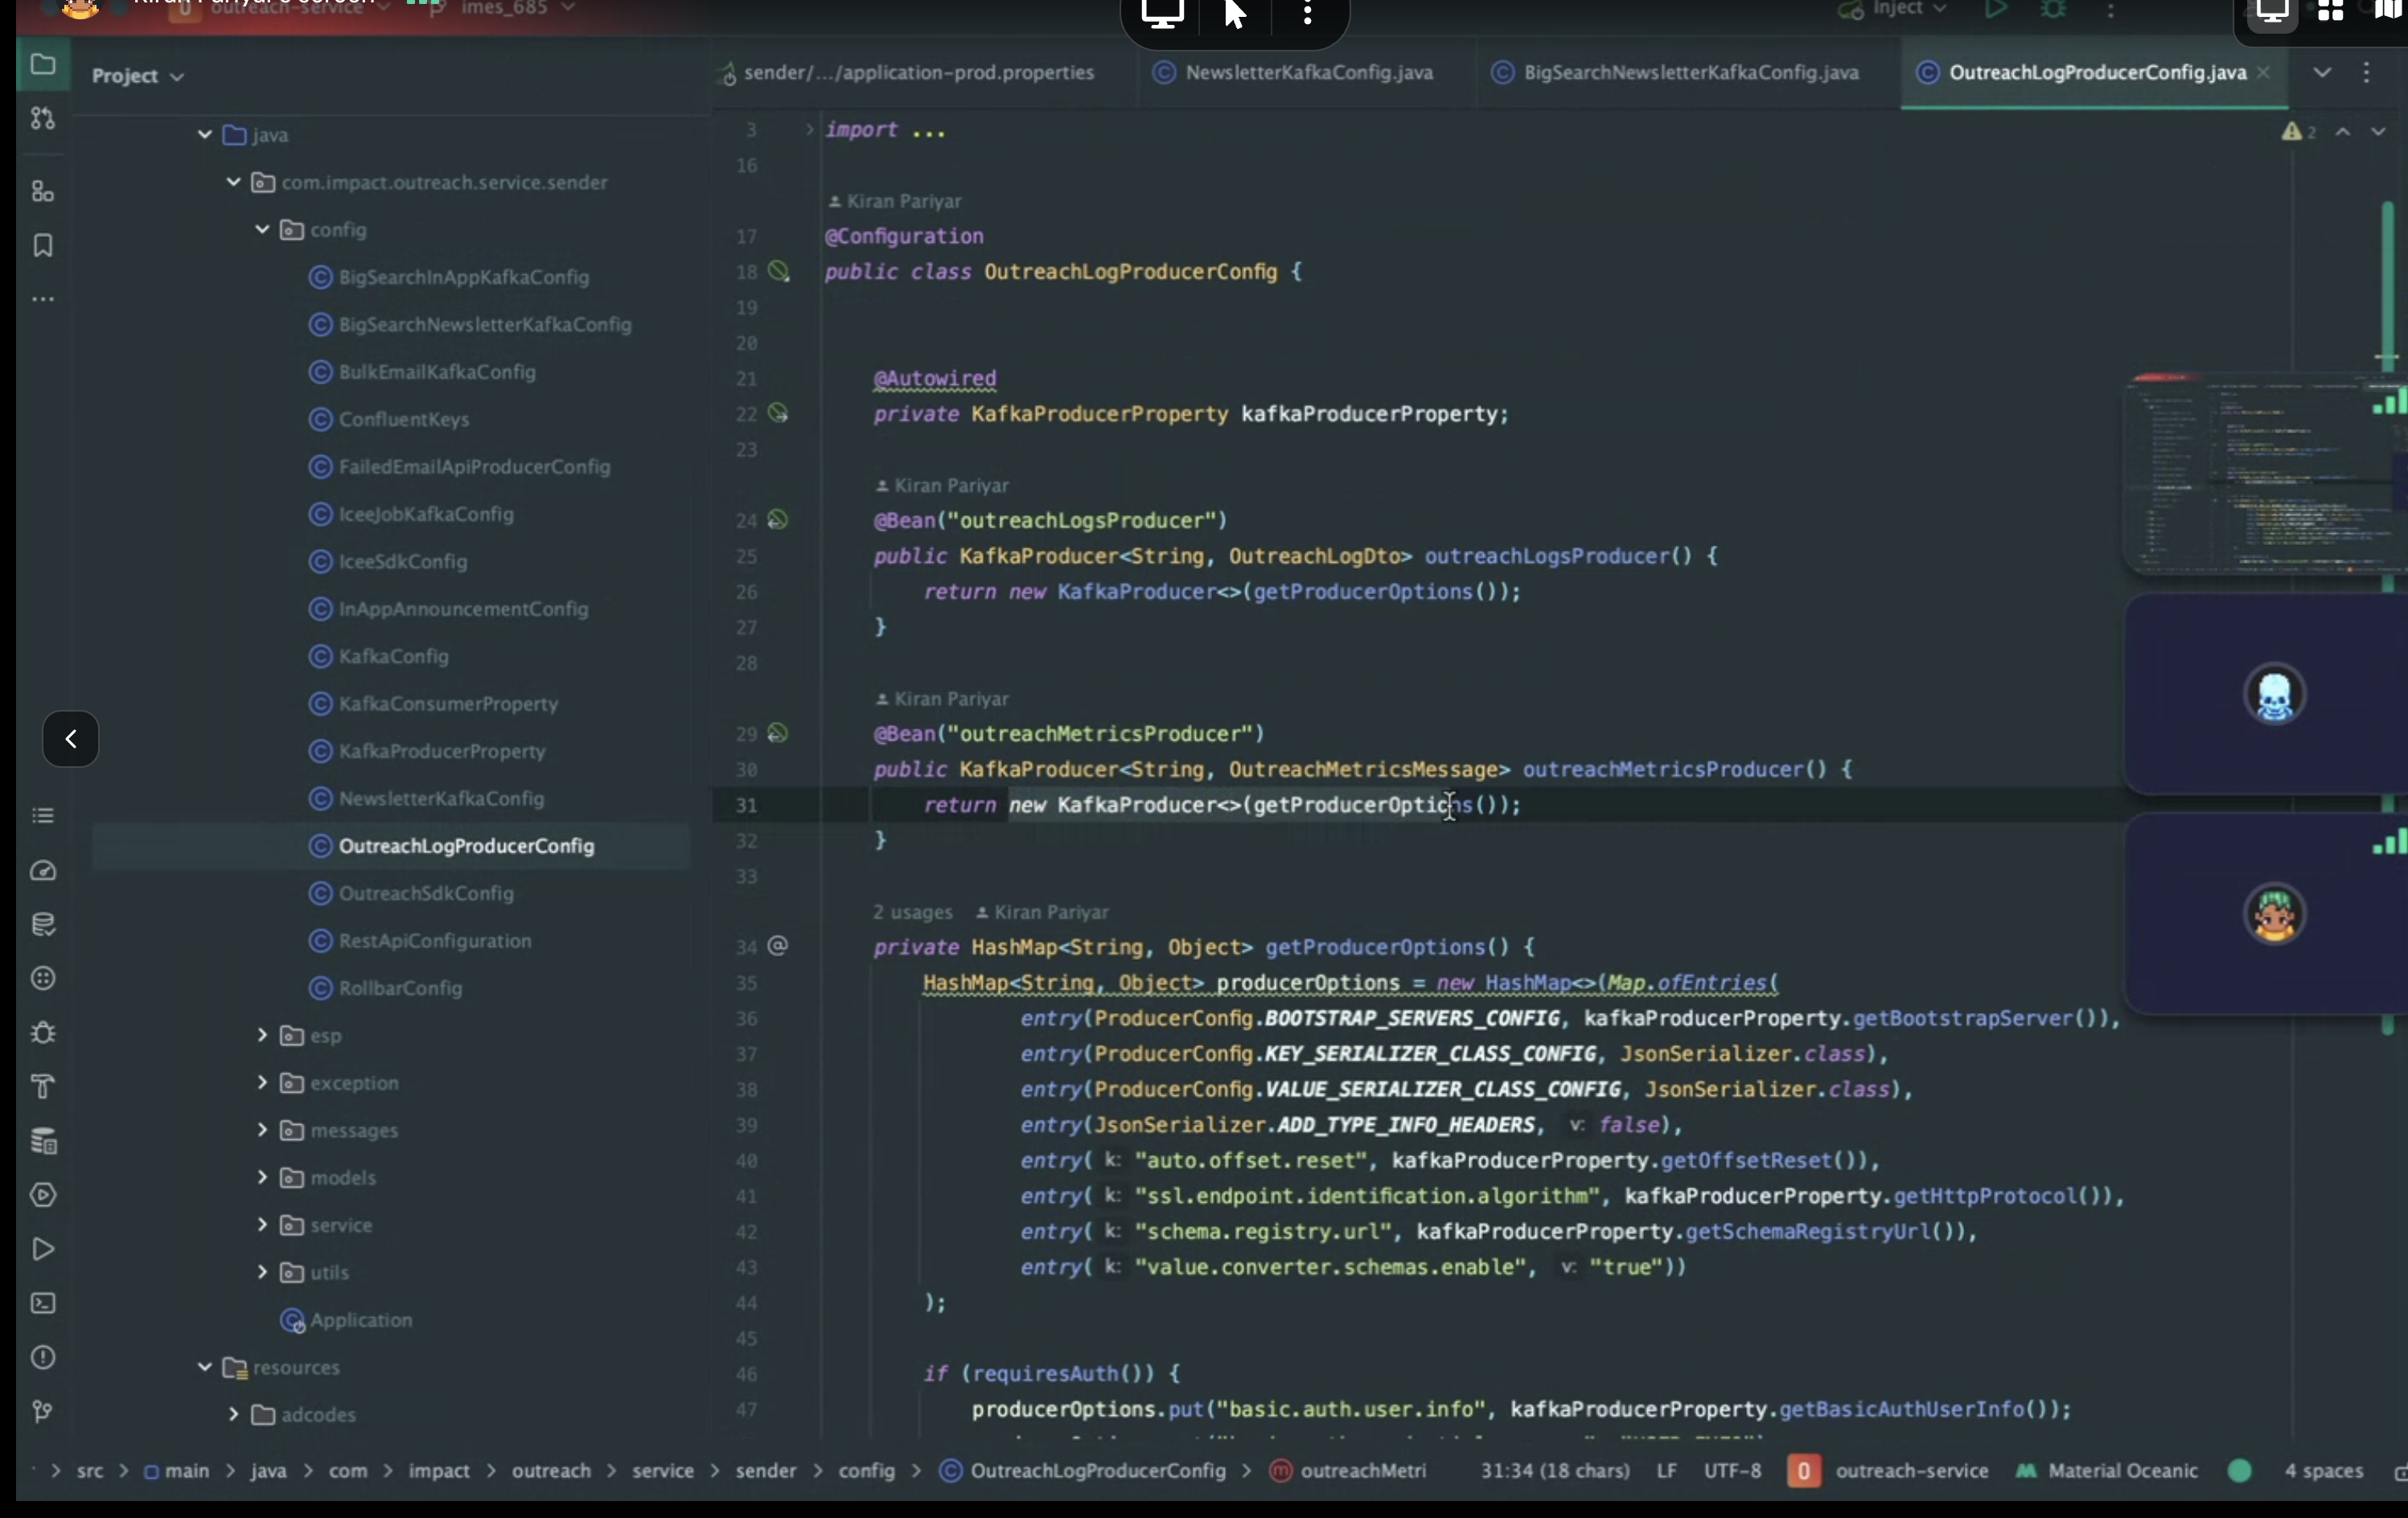 Kiran Pariyar's screen
outreach-service
imes_685
Inject
Project
sender/.../application-prod.properties
NewsletterKafkaConfig.java
BigSearchNewsletterKafkaConfig.java
OutreachLogProducerConfig.java
java
com.impact.outreach.service.sender
config
BigSearchInAppKafkaConfig
BigSearchNewsletterKafkaConfig
BulkEmailKafkaConfig
ConfluentKeys
FailedEmailApiProducerConfig
IceeJobKafkaConfig
IceeSdkConfig
InAppAnnouncementConfig
KafkaConfig
KafkaConsumerProperty
KafkaProducerProperty
NewsletterKafkaConfig
OutreachLogProducerConfig
OutreachSdkConfig
RestApiConfiguration
RollbarConfig
esp
exception
messages
models
service
utils
Application
resources
adcodes
2
3 import ...
16
Kiran Pariyar
17 @Configuration
18 public class OutreachLogProducerConfig {
19
20
21 @Autowired
22 private KafkaProducerProperty kafkaProducerProperty;
23
Kiran Pariyar
24 @Bean("outreachLogsProducer")
25 public KafkaProducer<String, OutreachLogDto> outreachLogsProducer() {
26 return new KafkaProducer<>(getProducerOptions());
27 }
28
Kiran Pariyar
29 @Bean("outreachMetricsProducer")
30 public KafkaProducer<String, OutreachMetricsMessage> outreachMetricsProducer() {
31 return new KafkaProducer<>(getProducerOptions());
32 }
33
2 usages Kiran Pariyar
34 @ private HashMap<String, Object> getProducerOptions() {
35 HashMap<String, Object> producerOptions = new HashMap<>(Map.ofEntries(
36 entry(ProducerConfig.BOOTSTRAP_SERVERS_CONFIG, kafkaProducerProperty.getBootstrapServer()),
37 entry(ProducerConfig.KEY_SERIALIZER_CLASS_CONFIG, JsonSerializer.class),
38 entry(ProducerConfig.VALUE_SERIALIZER_CLASS_CONFIG, JsonSerializer.class),
39 entry(JsonSerializer.ADD_TYPE_INFO_HEADERS, v: false),
40 entry( k: "auto.offset.reset", kafkaProducerProperty.getOffsetReset()),
41 entry( k: "ssl.endpoint.identification.algorithm", kafkaProducerProperty.getHttpProtocol()),
42 entry( k: "schema.registry.url", kafkaProducerProperty.getSchemaRegistryUrl()),
43 entry( k: "value.converter.schemas.enable", v: "true"))
44 );
45
46 if (requiresAuth()) {
47 producerOptions.put("basic.auth.user.info", kafkaProducerProperty.getBasicAuthUserInfo());
src > main > java > com > impact > outreach > service > sender > config > OutreachLogProducerConfig > outreachMetri 31:34 (18 chars) LF UTF-8 outreach-service Material Oceanic 4 spaces